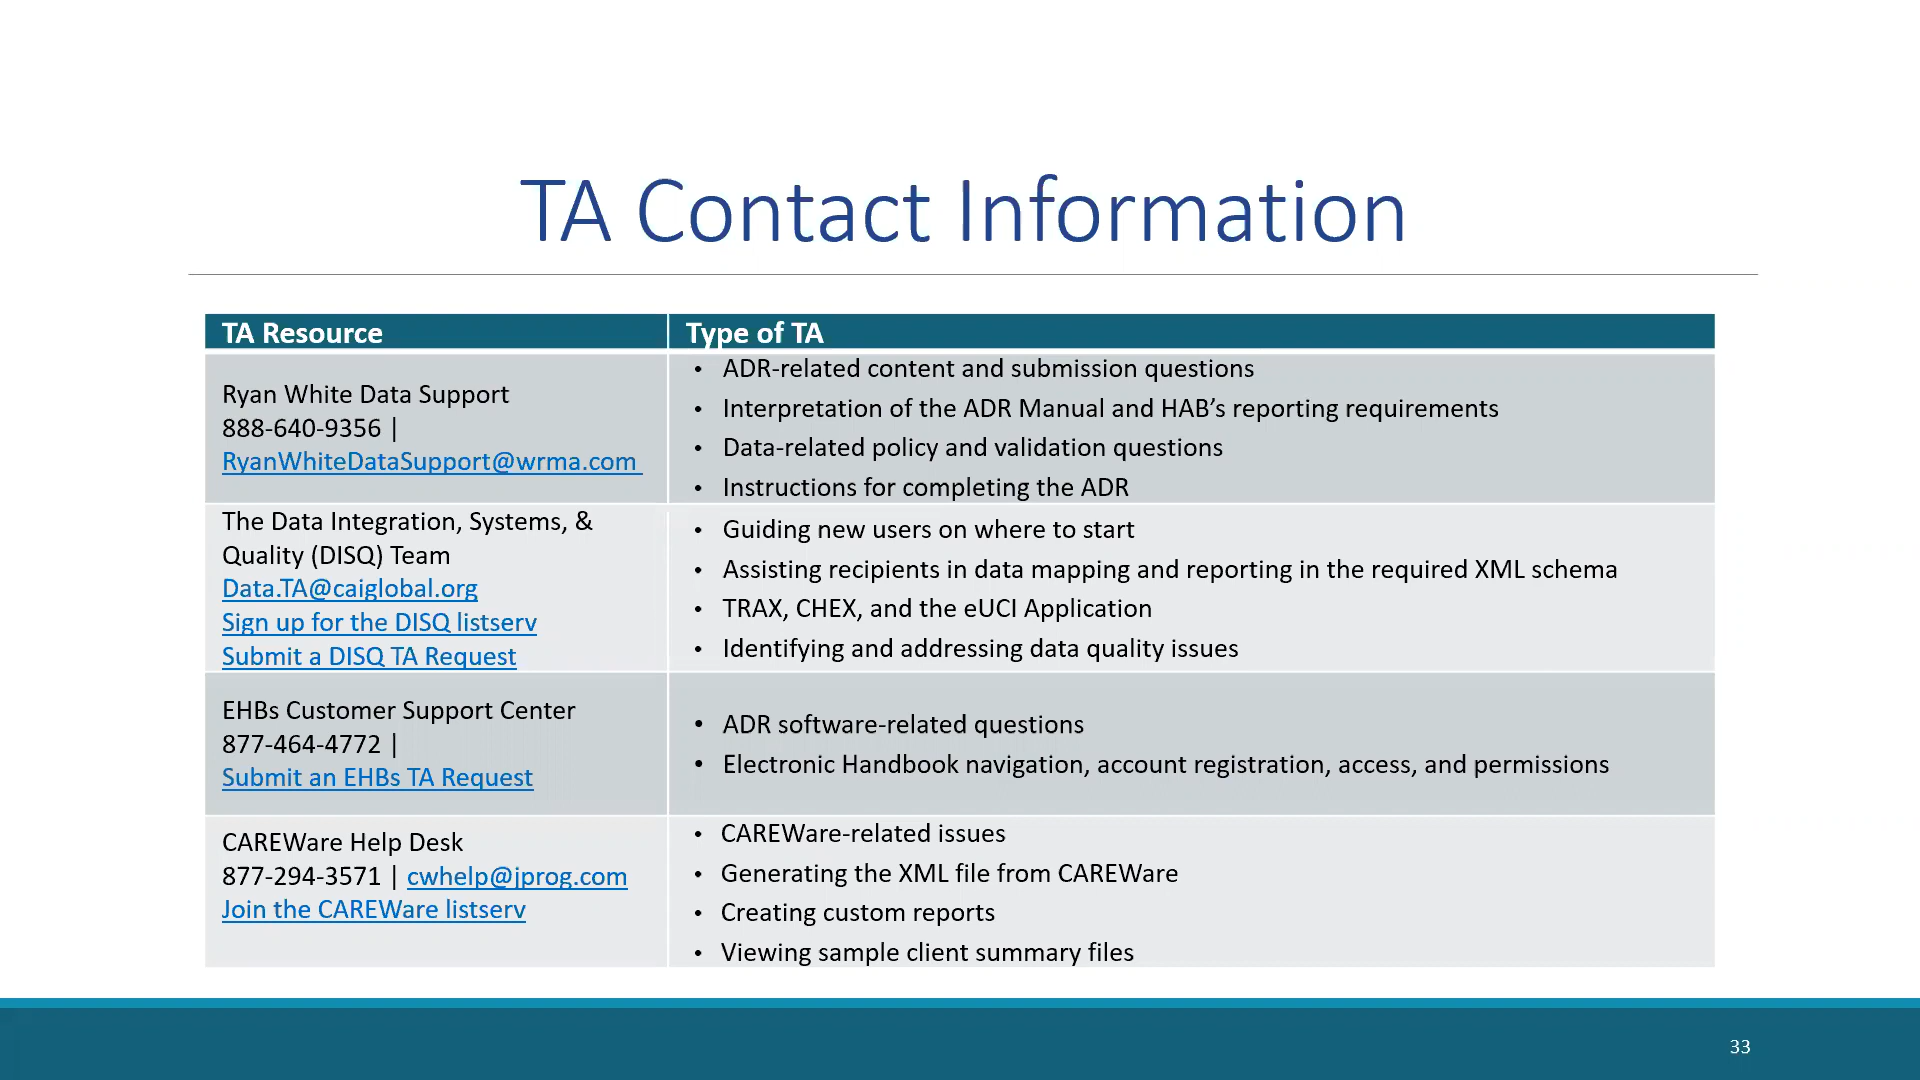 TA Contact Information
TA Resource
Type of TA
Ryan White Data Support
888-640-9356 |
RyanWhiteDataSupport@wrma.com
• ADR-related content and submission questions
• Interpretation of the ADR Manual and HAB’s reporting requirements
• Data-related policy and validation questions
• Instructions for completing the ADR
The Data Integration, Systems, &
Quality (DISQ) Team
Data.TA@caiglobal.org
Sign up for the DISQ listserv
Submit a DISQ TA Request
• Guiding new users on where to start
• Assisting recipients in data mapping and reporting in the required XML schema
• TRAX, CHEX, and the eUCI Application
• Identifying and addressing data quality issues
EHBs Customer Support Center
877-464-4772 |
Submit an EHBs TA Request
• ADR software-related questions
• Electronic Handbook navigation, account registration, access, and permissions
CAREWare Help Desk
877-294-3571 | cwhelp@jprog.com
Join the CAREWare listserv
• CAREWare-related issues
• Generating the XML file from CAREWare
• Creating custom reports
• Viewing sample client summary files
33